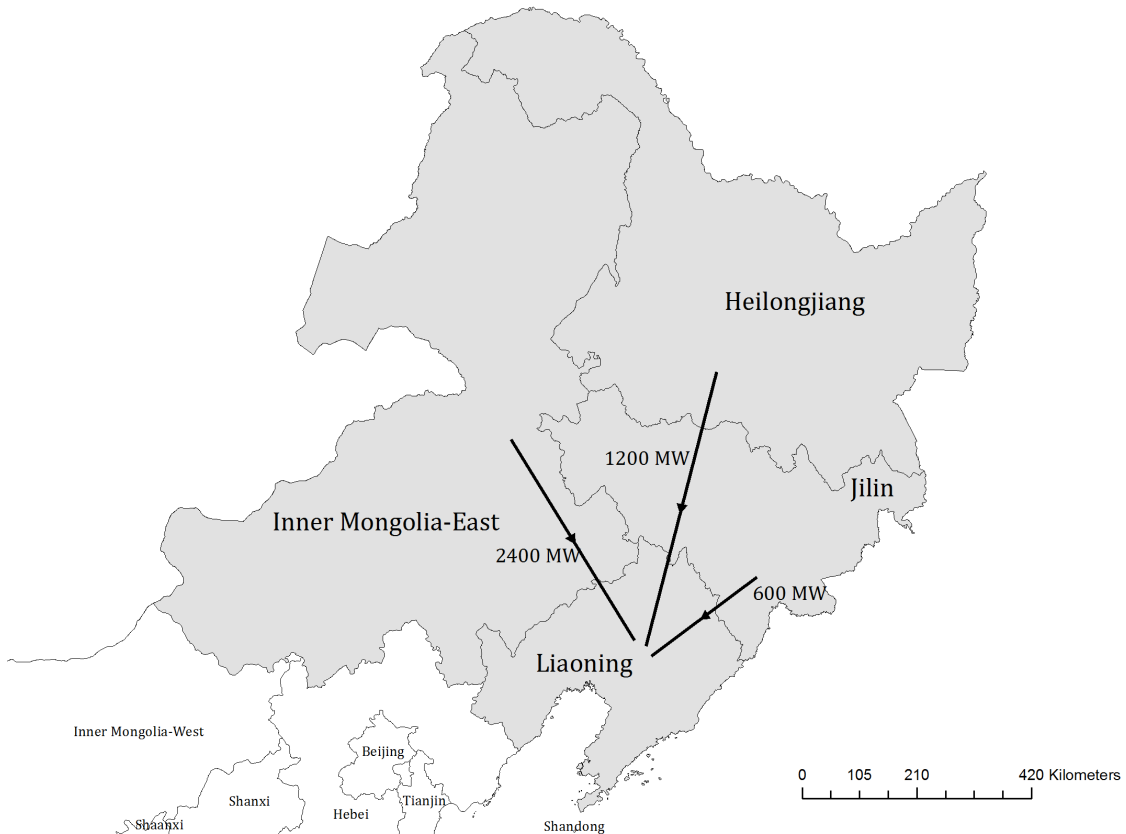 Heilongjiang
1200 MW
Jilin
Inner Mongolia-East
2400 MW
600 MW
Liaoning
Inner Mongolia-West
Beijing
Shanxi
Tianjin
Hebei
Shaanxi
Shandong
0 105 210 420 Kilometers